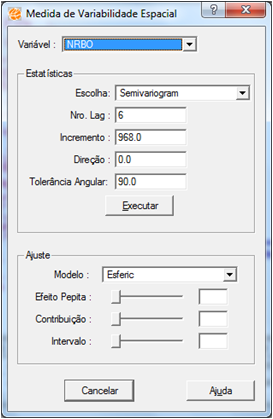 Medida de Variabilidade Espacial
Variável : NRBO
Estatísticas
Escolha: Semivariogram
Nro. Lag : 6
Incremento : 968.0
Direção : 0.0
Tolerância Angular: 90.0
Executar
Ajuste
Modelo : Esferic
Efeito Pepita :
Contribuição :
Intervalo :
Cancelar Ajuda